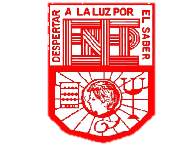 DESPERTAR
A LA LUZ POR
EL SABER
ENP